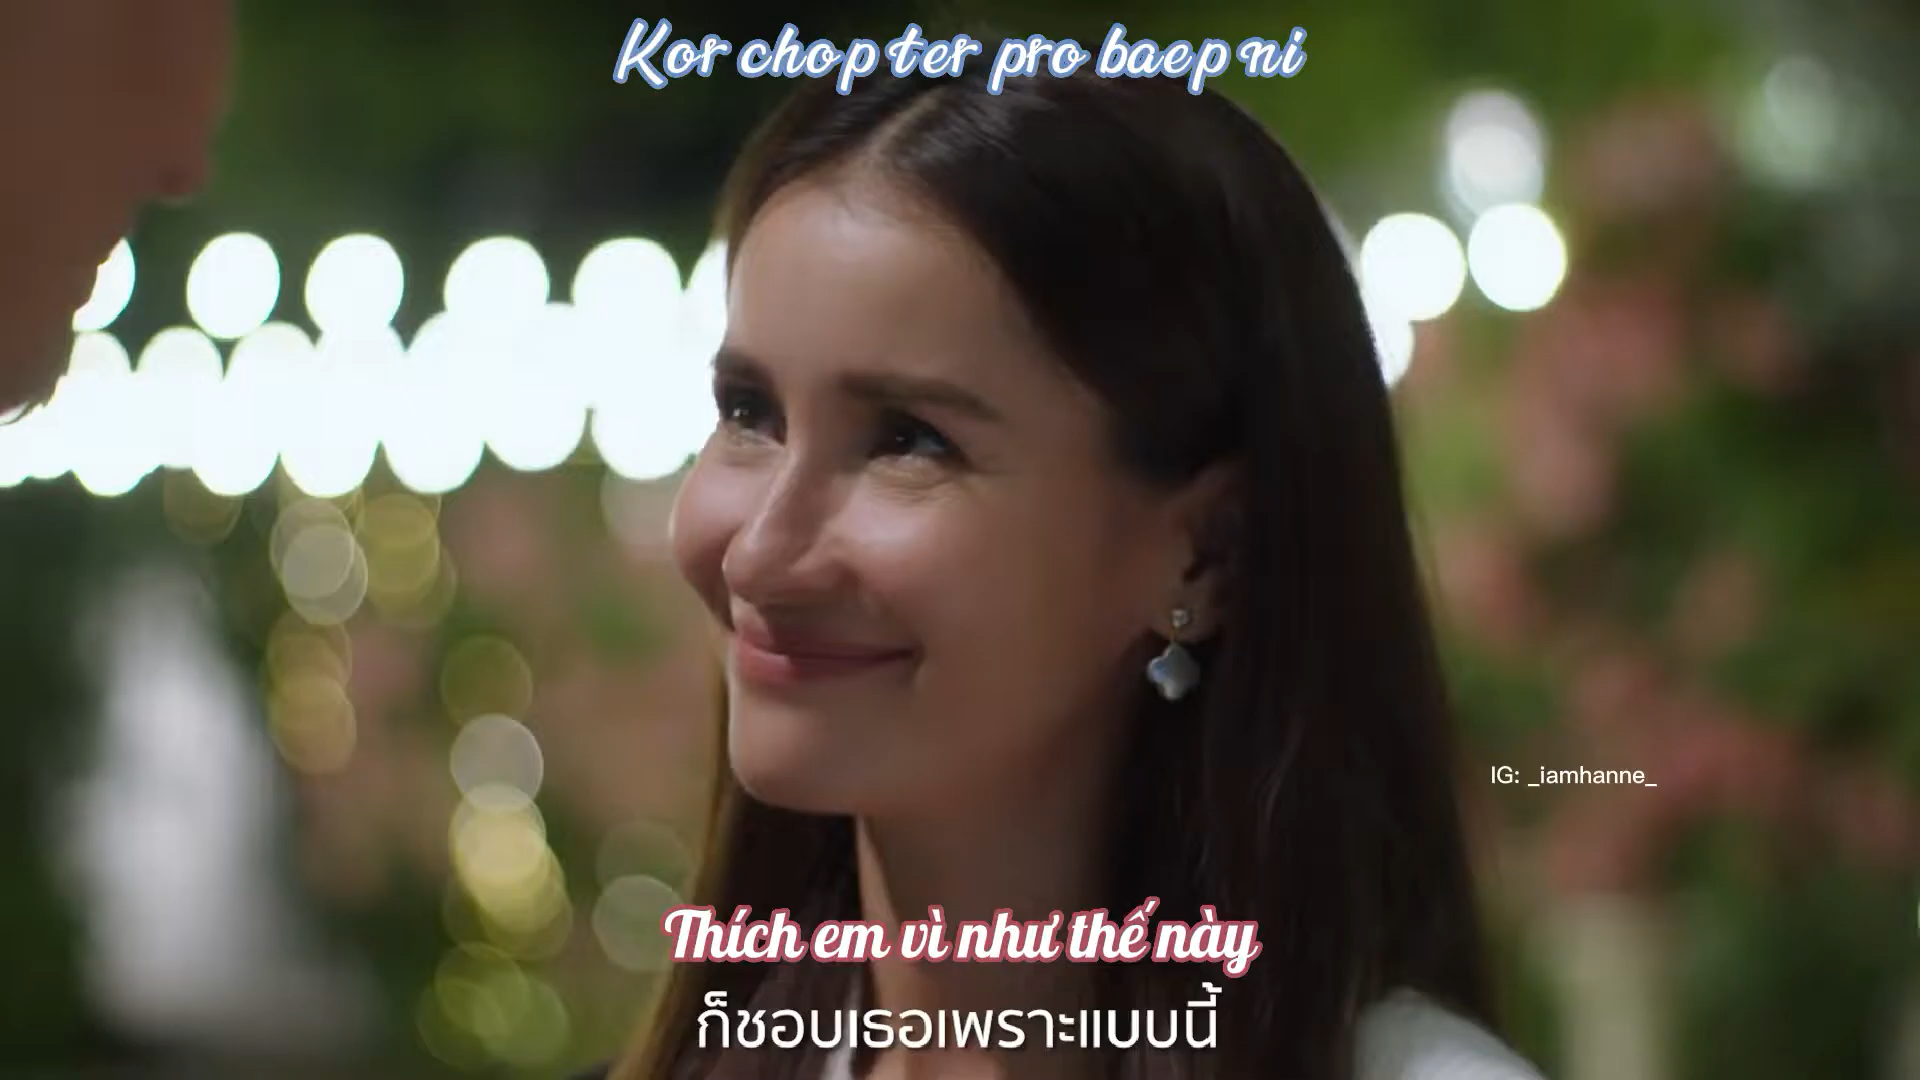 Kor chop ter pro baep ni
IG: _iamhanne_
Thích em vì như thế này
ก็ชอบเธอเพราะแบบนี้